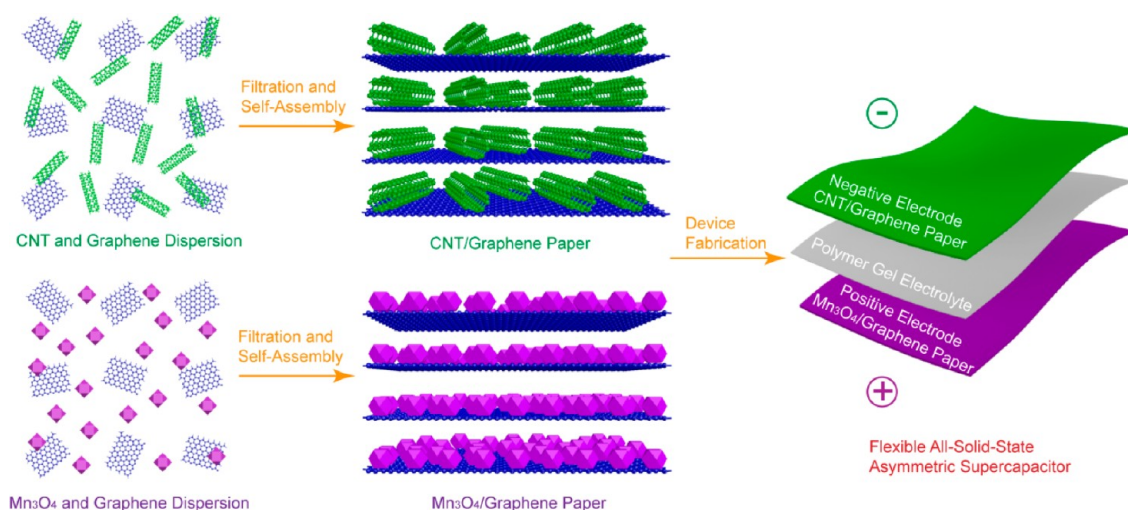 Filtration and
Self-Assembly
CNT and Graphene Dispersion
CNT/Graphene Paper
Device
Fabrication
-
Negative Electrode
CNT/Graphene Paper
Polymer Gel Electrolyte
Positive Electrode
Mn₃O₄/Graphene Paper
+
Filtration and
Self-Assembly
Flexible All-Solid-State
Asymmetric Supercapacitor
Mn₃O₄ and Graphene Dispersion
Mn₃O₄/Graphene Paper